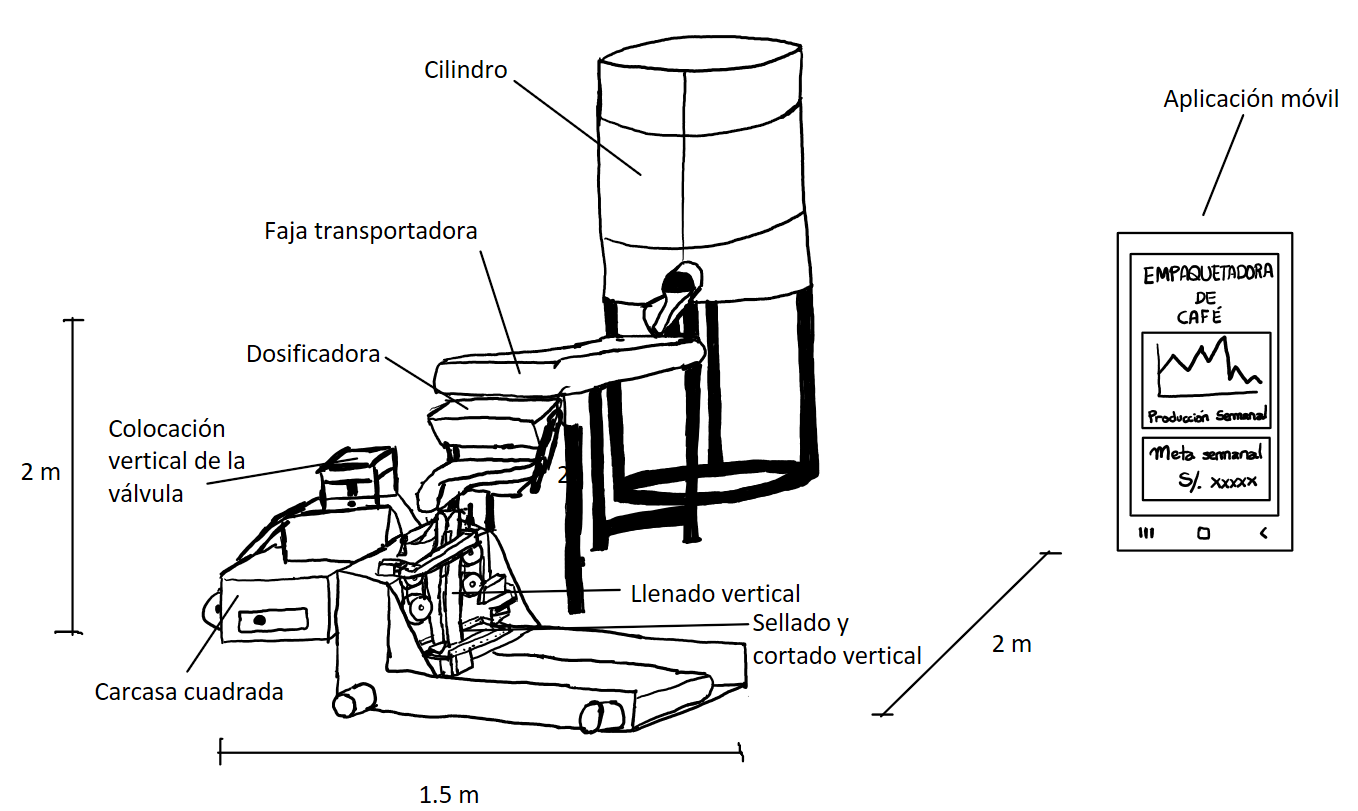 Cilindro
Faja transportadora
Dosificadora
Colocación
vertical de la
válvula
2 m
2
Carcasa cuadrada
Llenado vertical
Sellado y
cortado vertical
2 m
1.5 m
Aplicación móvil
EMPAQUETADORA
DE
CAFÉ
Producción Semanal
Meta semanal
S/. xxxxx